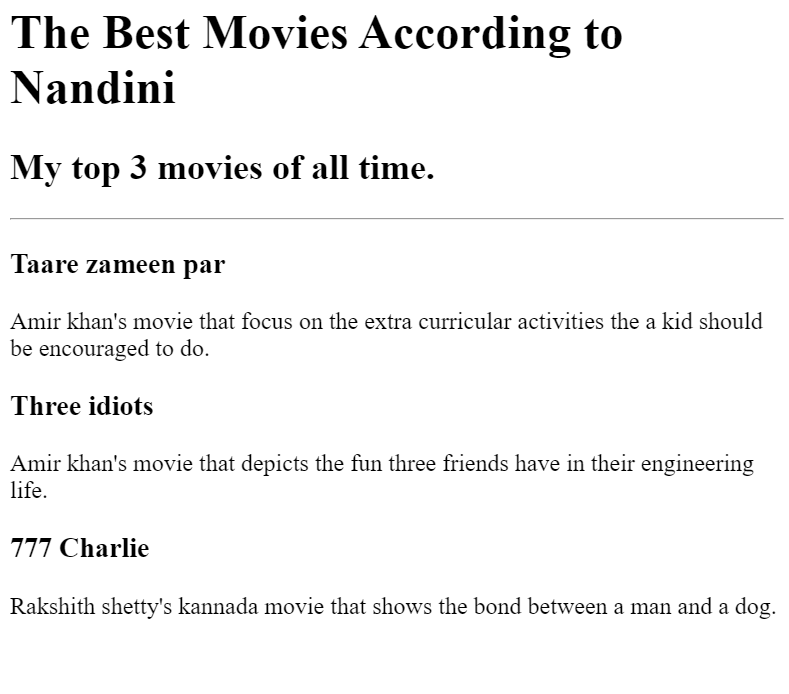 The Best Movies According to
Nandini
My top 3 movies of all time.
Taare zameen par
Amir khan's movie that focus on the extra curricular activities the a kid should
be encouraged to do.
Three idiots
Amir khan's movie that depicts the fun three friends have in their engineering
life.
777 Charlie
Rakshith shetty's kannada movie that shows the bond between a man and a dog.